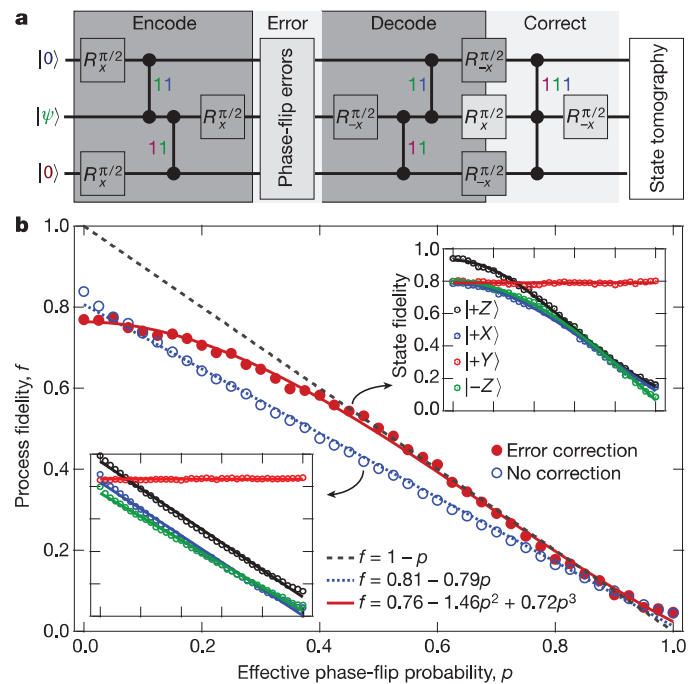 a
Encode Error Decode Correct
|0⟩ R_x^{π/2} R_{-x}^{π/2}
11 11 111
|ψ⟩ R_x^{π/2} Phase-flip errors R_{-x}^{π/2} R_x^{π/2} R_{-x}^{π/2} State tomography
11 11
|0⟩ R_x^{π/2} R_{-x}^{π/2}
b
Process fidelity, f
1.0
0.8
0.6
0.4
0.2
0.0
0.0 0.2 0.4 0.6 0.8 1.0
Effective phase-flip probability, p
State fidelity
1.0
0.8
0.6
0.4
0.2
0.0
|+Z⟩
|+X⟩
|+Y⟩
|−Z⟩
Error correction
No correction
f = 1 − p
f = 0.81 − 0.79p
f = 0.76 − 1.46p² + 0.72p³